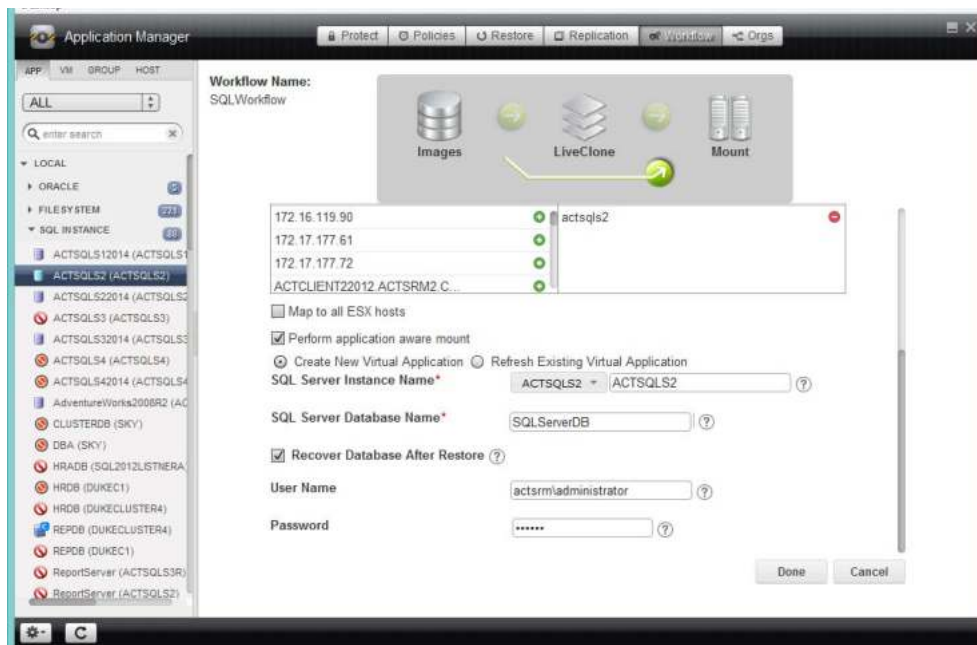 Application Manager
Protect
Policies
Restore
Replication
Workflow
Orgs
APP VM GROUP HOST
ALL
enter search
LOCAL
ORACLE
FILESYSTEM
SQL INSTANCE
ACTSQLS12014 (ACTSQLS1
ACTSQLS2 (ACTSQLS2)
ACTSQLS22014 (ACTSQLS2
ACTSQLS3 (ACTSQLS3)
ACTSQLS32014 (ACTSQLS3
ACTSQLS4 (ACTSQLS4)
ACTSQLS42014 (ACTSQLS4
AdventureWorks2008R2 (AC
CLUSTERDB (SKY)
DBA (SKY)
HRADB (SQL2012LISTNERA
HRDB (DUKEC1)
HRDB (DUKECLUSTER4)
REPDB (DUKECLUSTER4)
REPDB (DUKEC1)
ReportServer (ACTSQLS3R)
ReportServer (ACTSQLS2)
Workflow Name:
SQLWorkflow
Images
LiveClone
Mount
172.16.119.90
172.17.177.61
172.17.177.72
ACTCLIENT22012.ACTSRM2.C...
actsqls2
Map to all ESX hosts
Perform application aware mount
Create New Virtual Application Refresh Existing Virtual Application
SQL Server Instance Name* ACTSQLS2 ACTSQLS2 ?
SQL Server Database Name* SQLServerDB ?
Recover Database After Restore ?
User Name actsrm\administrator ?
Password •••••• ?
Done Cancel